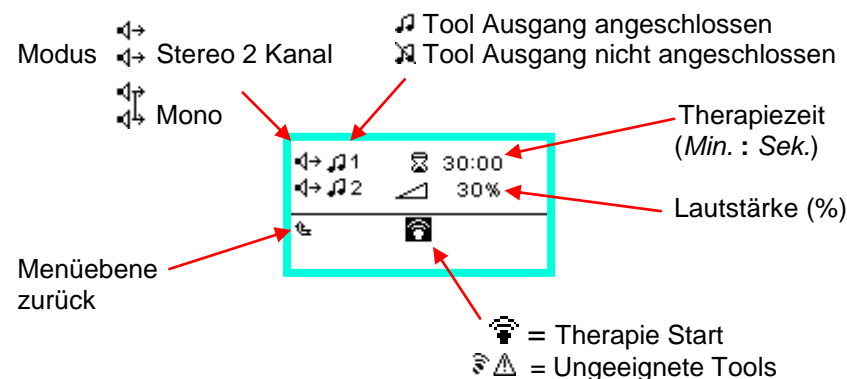 Tool Ausgang angeschlossen
Modus Stereo 2 Kanal
Tool Ausgang nicht angeschlossen
Mono
Therapiezeit
(Min. : Sek.)
1 30:00
2 30%
Lautstärke (%)
Menüebene
zurück
= Therapie Start
= Ungeeignete Tools